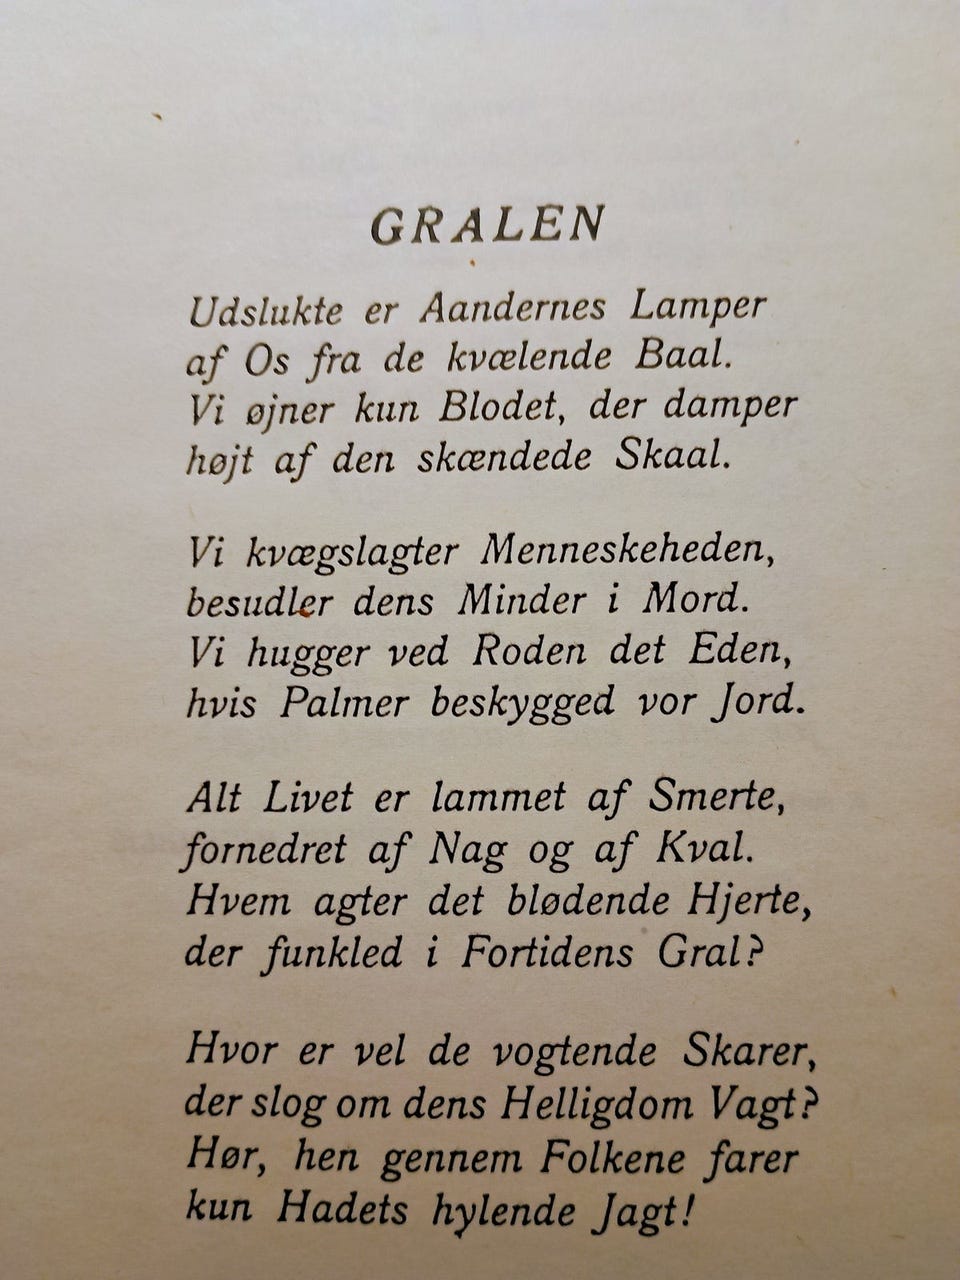 GRALEN
Udslukte er Aandernes Lamper
af Os fra de kvælende Baal.
Vi øjner kun Blodet, der damper
højt af den skændede Skaal.
Vi kvægslagter Menneskeheden,
besudler dens Minder i Mord.
Vi hugger ved Roden det Eden,
hvis Palmer beskygged vor Jord.
Alt Livet er lammet af Smerte,
fornedret af Nag og af Kval.
Hvem agter det blødende Hjerte,
der funkled i Fortidens Gral?
Hvor er vel de vogtende Skarer,
der slog om dens Helligdom Vagt?
Hør, hen gennem Folkene farer
kun Hadets hylende Jagt!